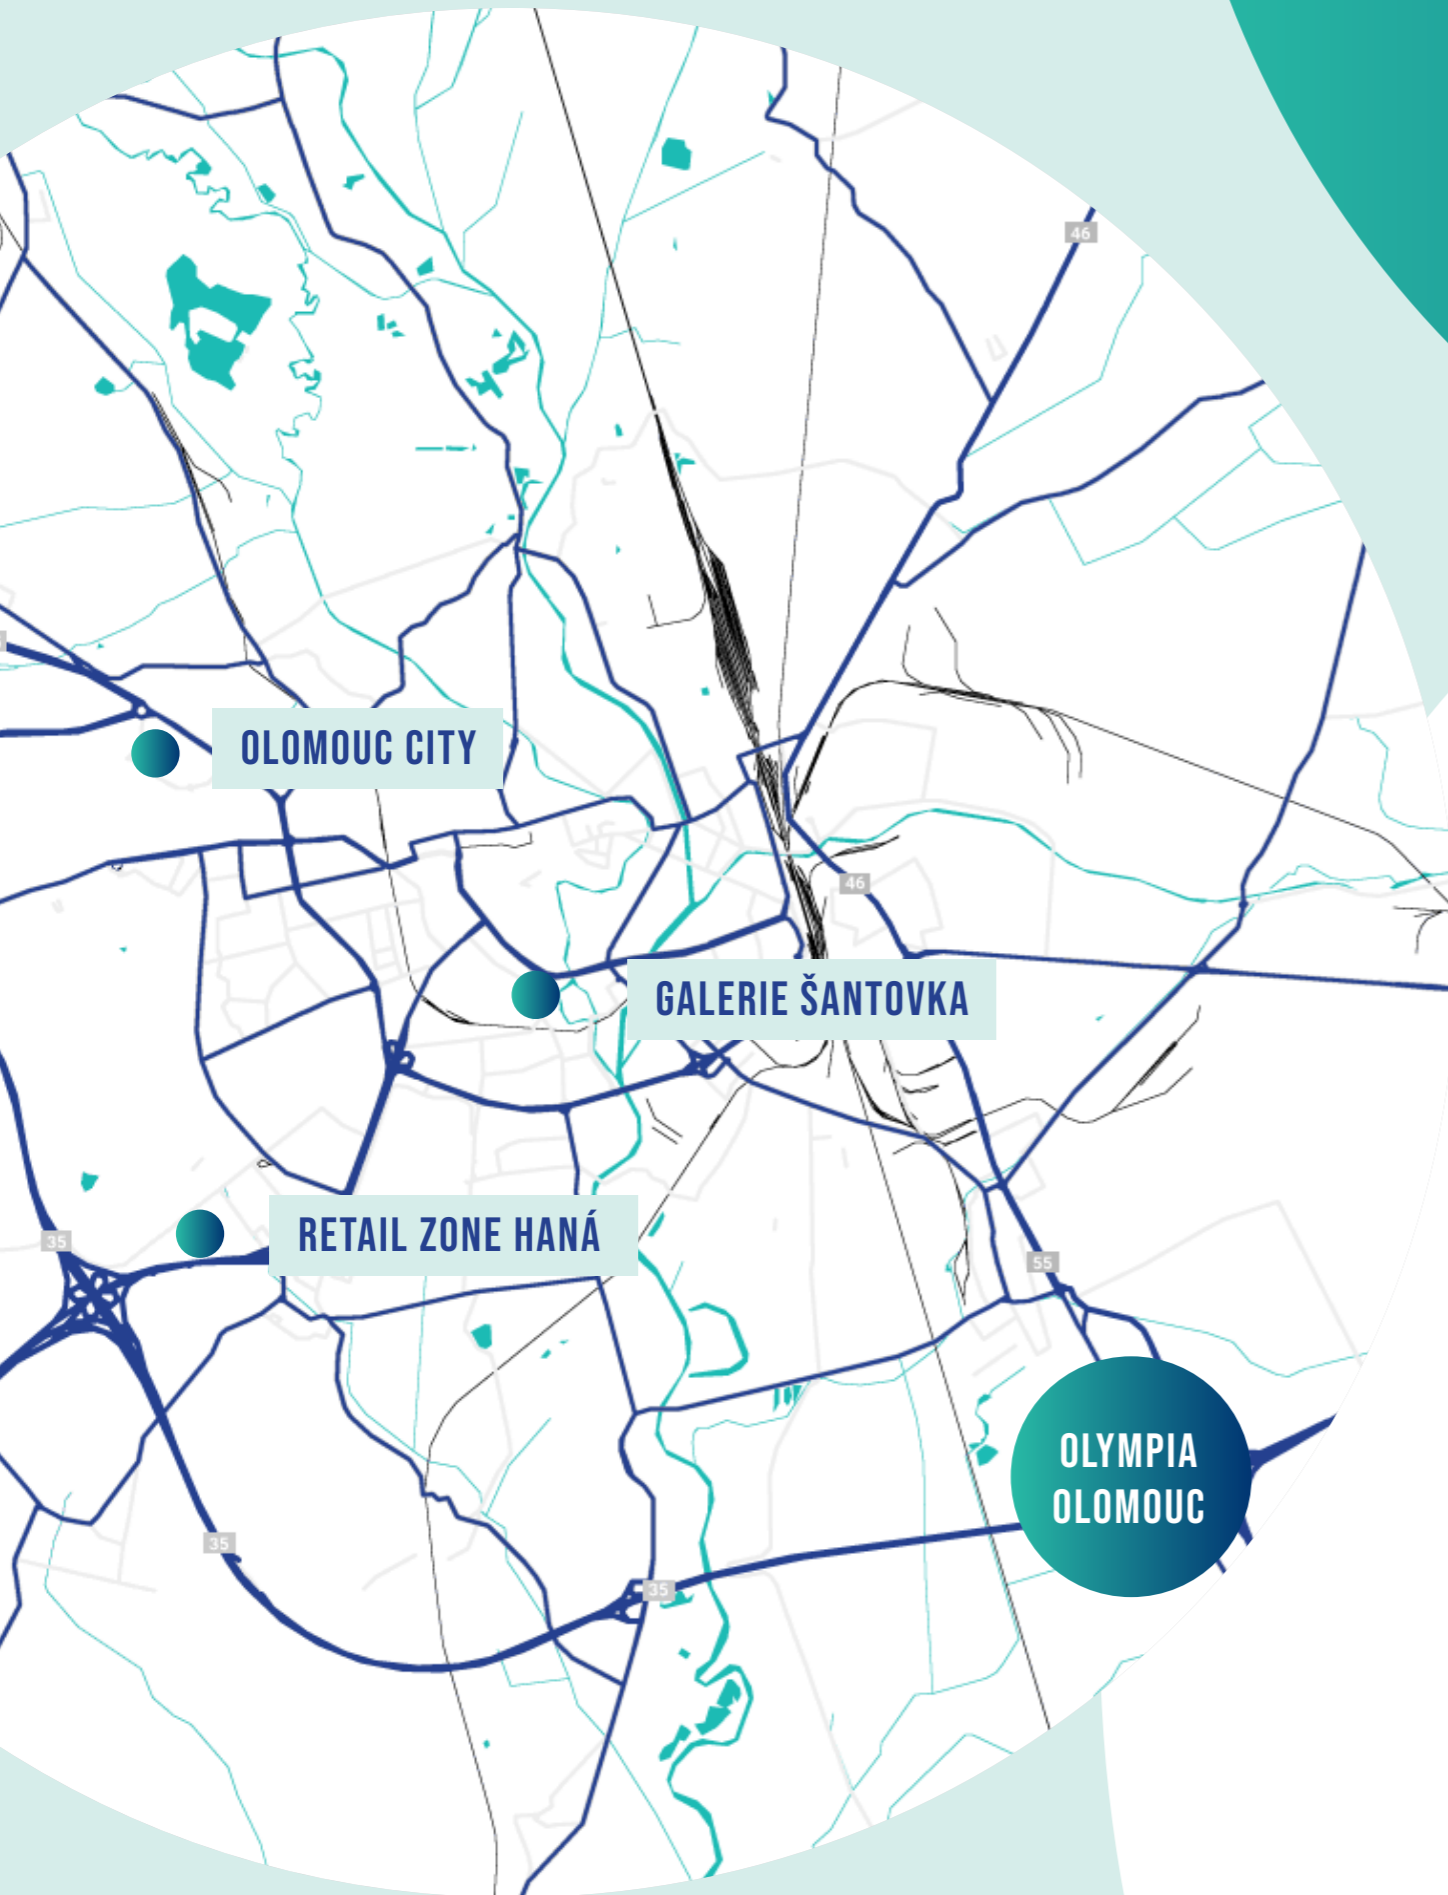 46
OLOMOUC CITY
46
GALERIE ŠANTOVKA
RETAIL ZONE HANÁ
35
55
OLYMPIA
OLOMOUC
35
35